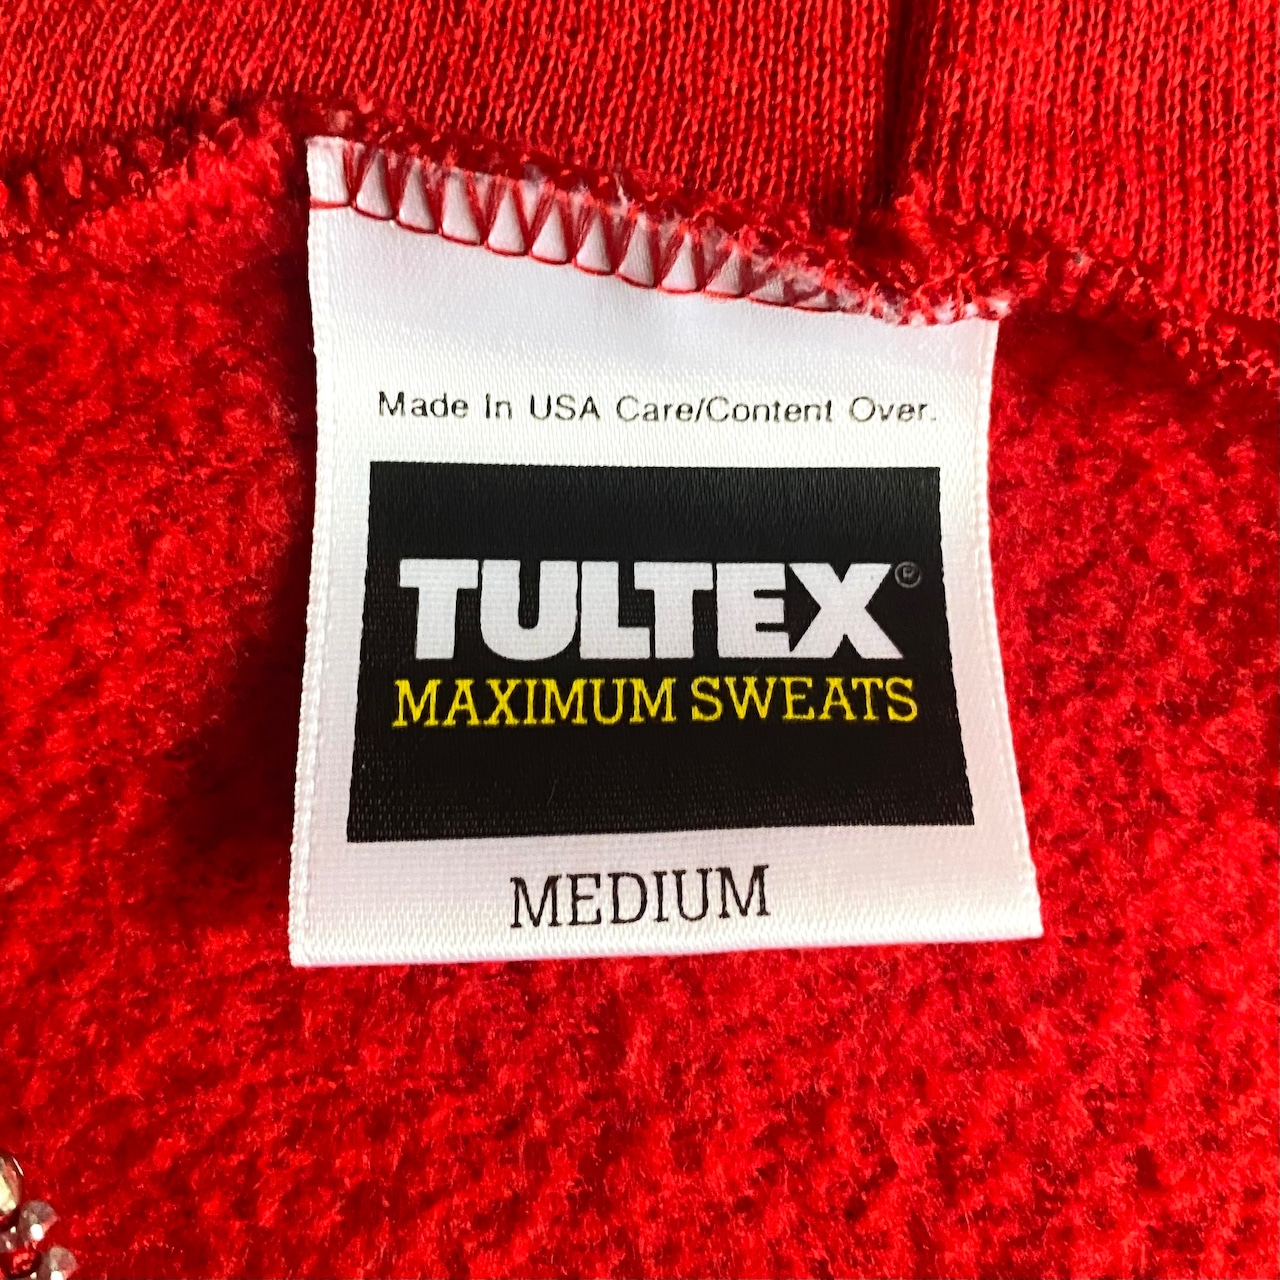 Made In USA Care/Content Over.
TULTEX®
MAXIMUM SWEATS
MEDIUM